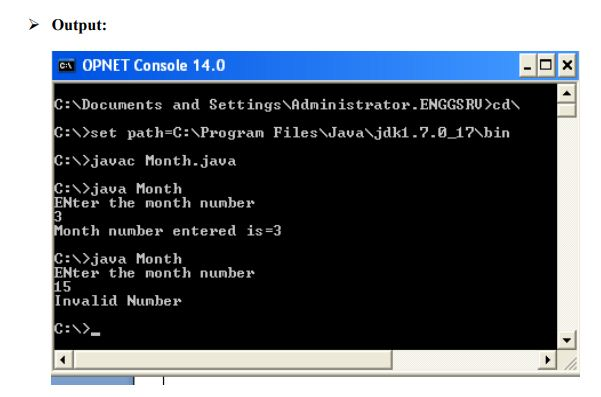 ➢ Output:
OPNET Console 14.0
C:\Documents and Settings\Administrator.ENGGSRV>cd\
C:\>set path=C:\Program Files\Java\jdk1.7.0_17\bin
C:\>javac Month.java
C:\>java Month
ENter the month number
3
Month number entered is=3
C:\>java Month
ENter the month number
15
Invalid Number
C:\>_